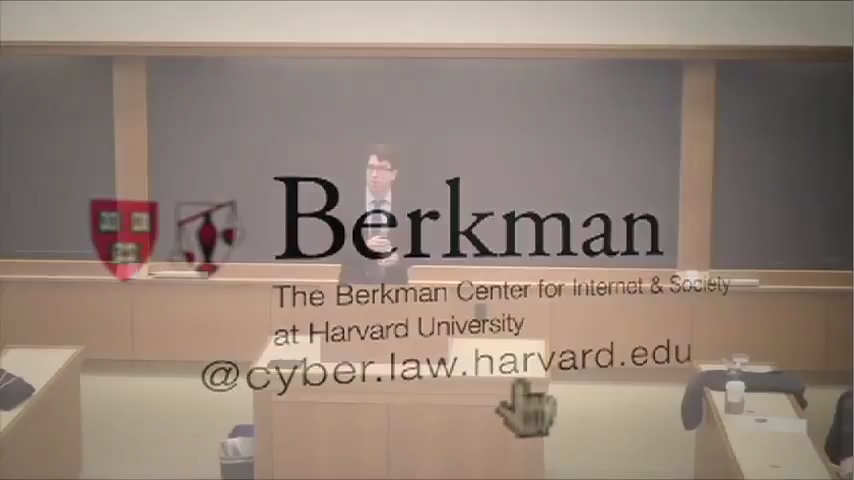 Berkman
The Berkman Center for Internet & Society
at Harvard University
@cyber.law.harvard.edu